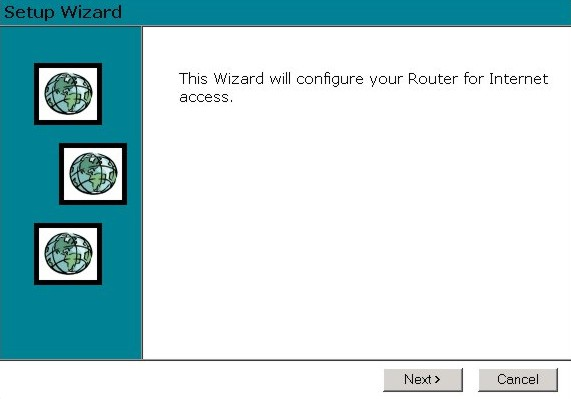 Setup Wizard
This Wizard will configure your Router for Internet
access.
Next>
Cancel